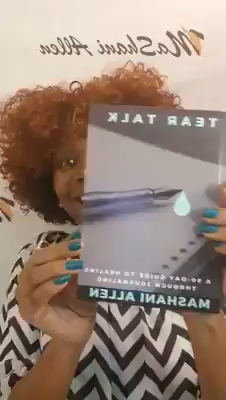 MaShani Allen
TEAR TALK
A 90-DAY GUIDE TO HEALING
THROUGH JOURNALING
MASHANI ALLEN